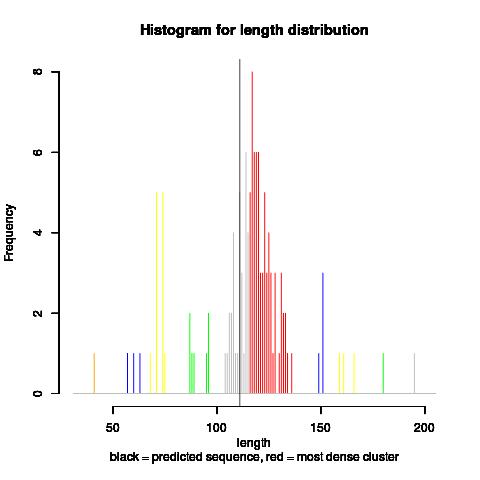 Histogram for length distribution
Frequency
8
6
4
2
0
50 100 150 200
length
black = predicted sequence, red = most dense cluster